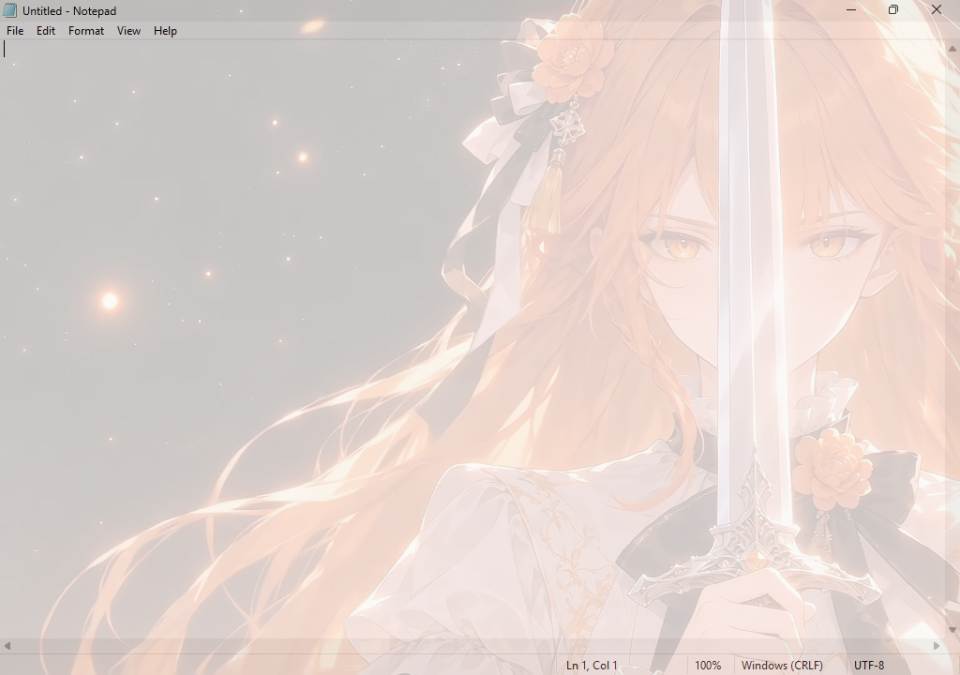 Untitled - Notepad
File Edit Format View Help
Ln 1, Col 1 100% Windows (CRLF) UTF-8